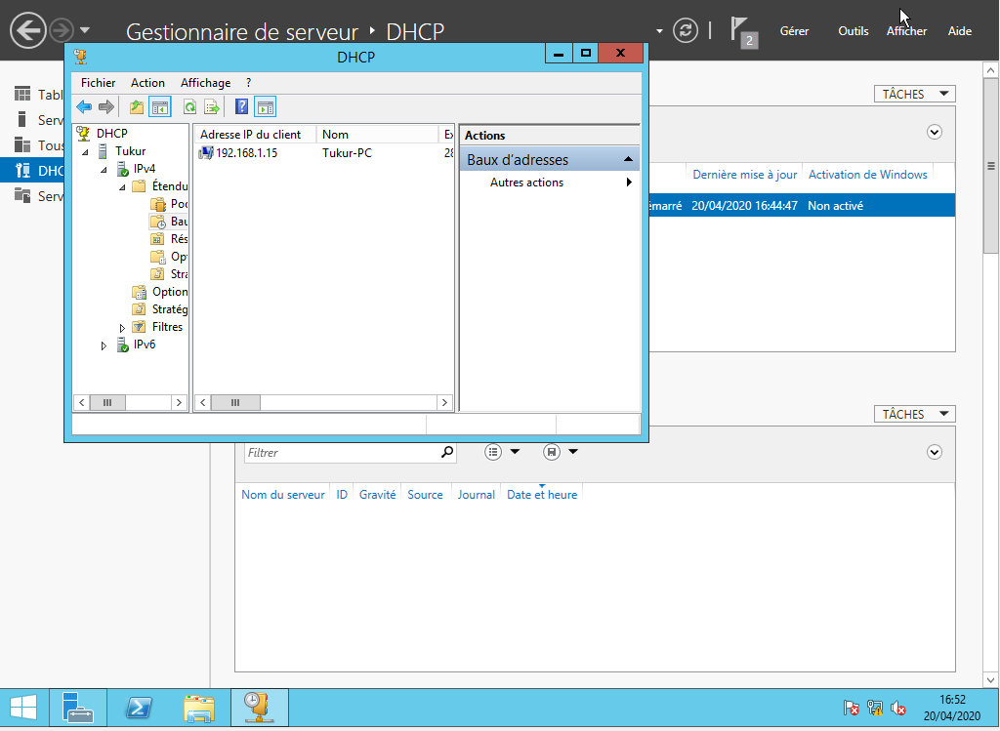 Gestionnaire de serveur ‣ DHCP
2
Gérer
Outils
Afficher
Aide
DHCP
Fichier
Action
Affichage
?
DHCP
Tukur
IPv4
Étendu
Poo
Bau
Rés
Opt
Stra
Option
Stratég
Filtres
IPv6
Adresse IP du client
Nom
Ex
192.168.1.15
Tukur-PC
28
Actions
Baux d'adresses
Autres actions
Tabl
Serv
Tous
DHC
Serv
TÂCHES
Dernière mise à jour
Activation de Windows
émarré
20/04/2020 16:44:47
Non activé
TÂCHES
Filtrer
Nom du serveur
ID
Gravité
Source
Journal
Date et heure
16:52
20/04/2020